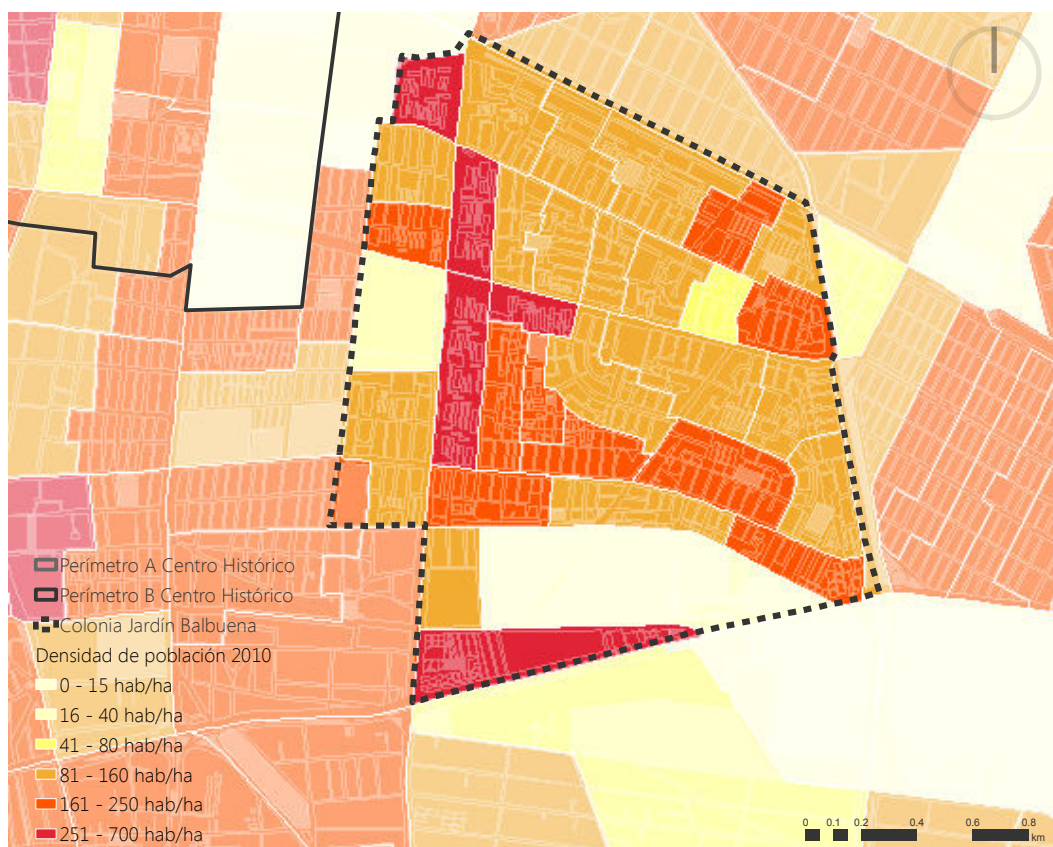 Perímetro A Centro Histórico
Perímetro B Centro Histórico
Colonia Jardín Balbuena
Densidad de población 2010
0 - 15 hab/ha
16 - 40 hab/ha
41 - 80 hab/ha
81 - 160 hab/ha
161 - 250 hab/ha
251 - 700 hab/ha
0 0.1 0.2 0.4 0.6 0.8
km